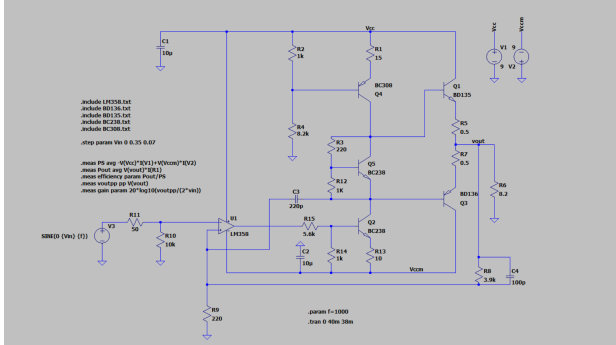 Vcc
Vcc
Vccm
C1
10µ
R2
1k
R1
15
V1
9
9
V2
BC308
Q4
Q1
BD135
.include LM358.txt
.include BD136.txt
.include BD135.txt
.include BC238.txt
.include BC308.txt
R4
8.2k
R5
0.5
.step param Vin 0 0.35 0.07
R3
220
vout
.meas PS avg -V(Vcc)*I(V1)+V(Vccm)*I(V2)
.meas Pout avg V(vout)*I(R1)
.meas efficiency param Pout/PS
.meas voutpp pp V(vout)
.meas gain param 20*log10(voutpp/(2*vin))
Q5
BC238
R7
0.5
R12
1K
C3
220p
BD136
Q3
R6
8.2
R11
50
V3
SINE(0 {Vin} {f})
R10
10k
U1
LM358
R15
5.6k
Q2
BC238
C2
10µ
R14
1k
R13
10
Vccm
R8
3.9k
C4
100p
R9
220
.param f=1000
.tran 0 40m 38m